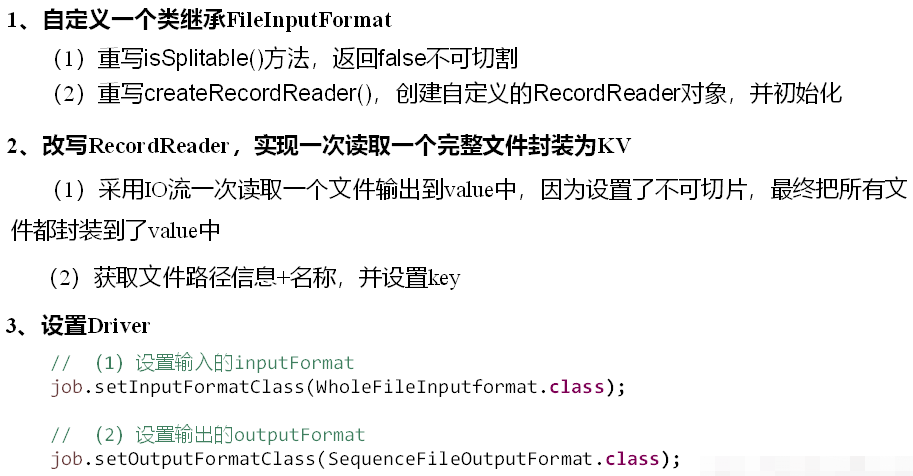 1、自定义一个类继承FileInputFormat
（1）重写isSplitable()方法，返回false不可切割
（2）重写createRecordReader()，创建自定义的RecordReader对象，并初始化
2、改写RecordReader，实现一次读取一个完整文件封装为KV
（1）采用IO流一次读取一个文件输出到value中，因为设置了不可切片，最终把所有文
件都封装到了value中
（2）获取文件路径信息+名称，并设置key
3、设置Driver
// （1）设置输入的inputFormat
job.setInputFormatClass(WholeFileInputformat.class);
// （2）设置输出的outputFormat
job.setOutputFormatClass(SequenceFileOutputFormat.class);